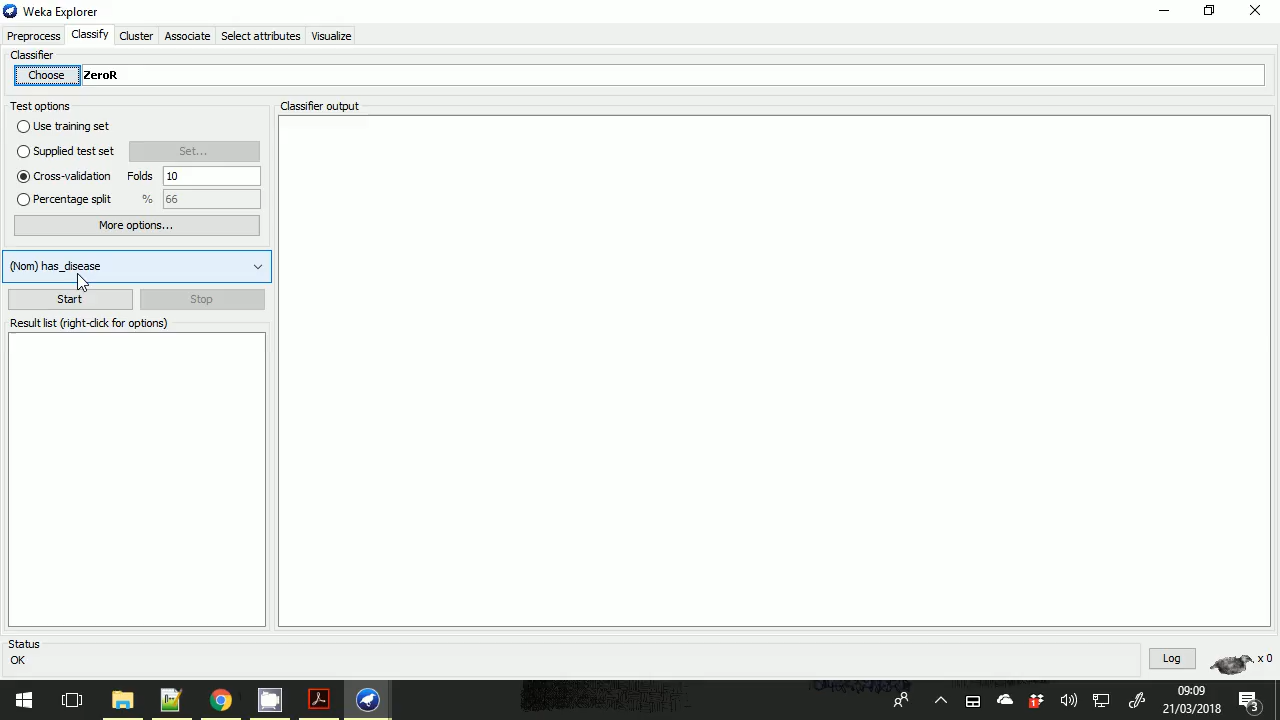 Weka Explorer
Preprocess Classify Cluster Associate Select attributes Visualize
Classifier
Choose ZeroR
Test options
Use training set
Supplied test set Set...
Cross-validation Folds 10
Percentage split % 66
More options...
(Nom) has_disease
Start Stop
Result list (right-click for options)
Classifier output
Status
OK
Log x 0
09:09
21/03/2018
1
3